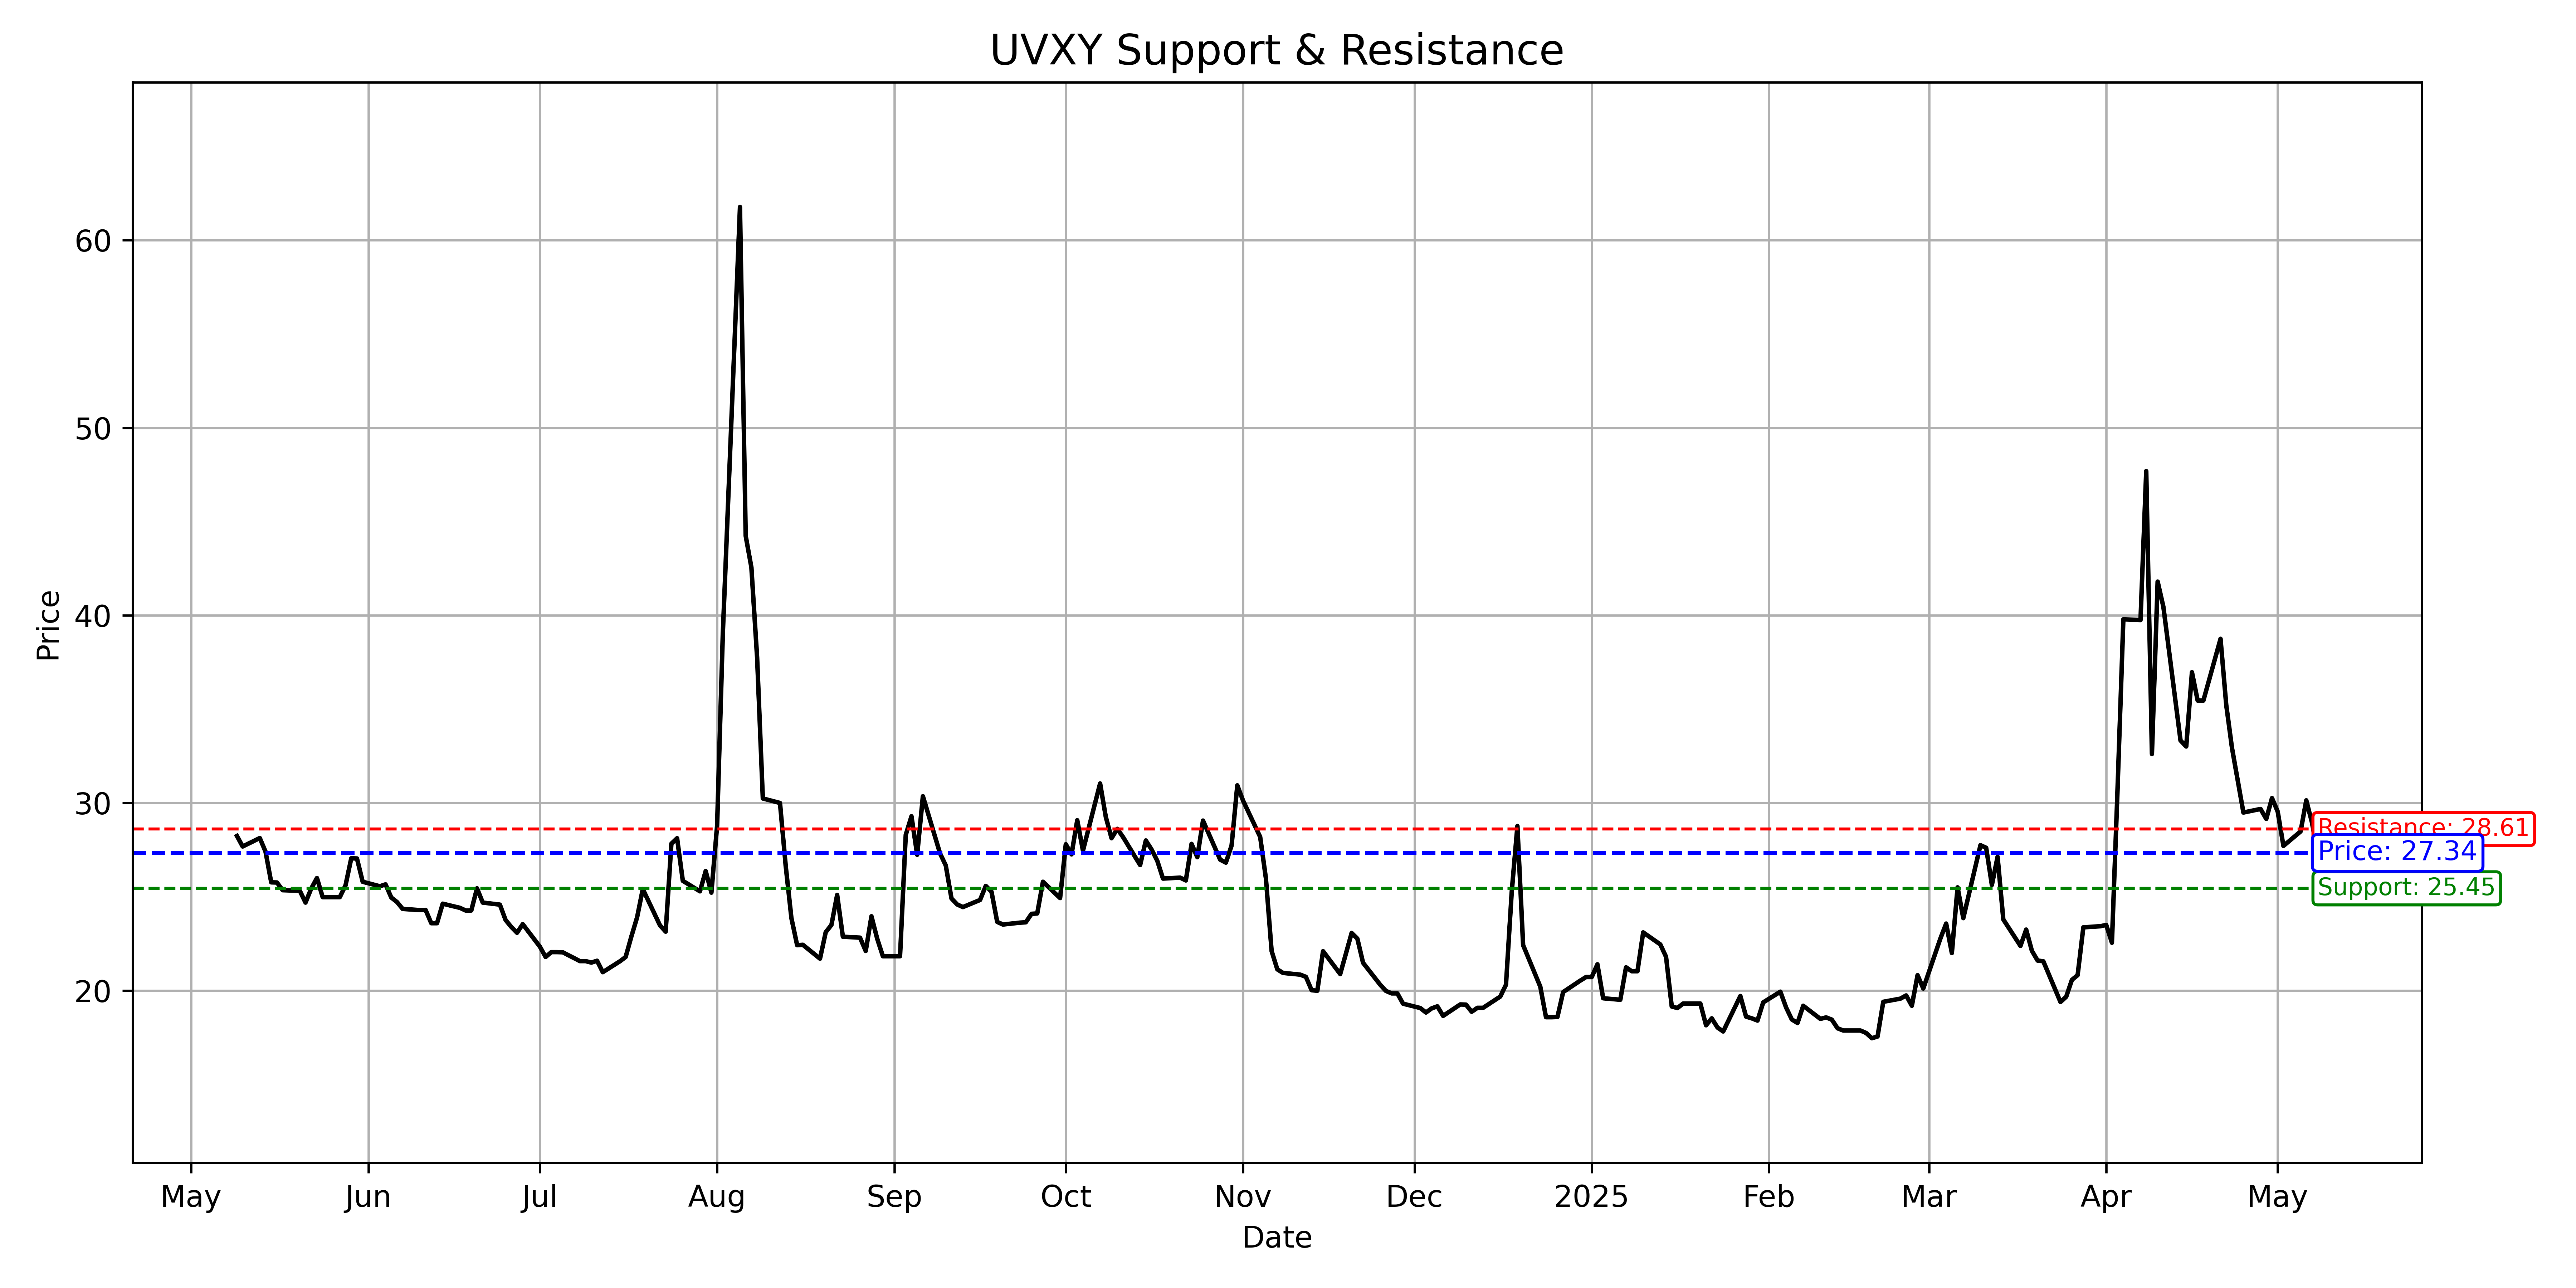 UVXY Support & Resistance
Price
60
50
40
30
20
Resistance: 28.61
Price: 27.34
Support: 25.45
May Jun Jul Aug Sep Oct Nov Dec 2025 Feb Mar Apr May
Date